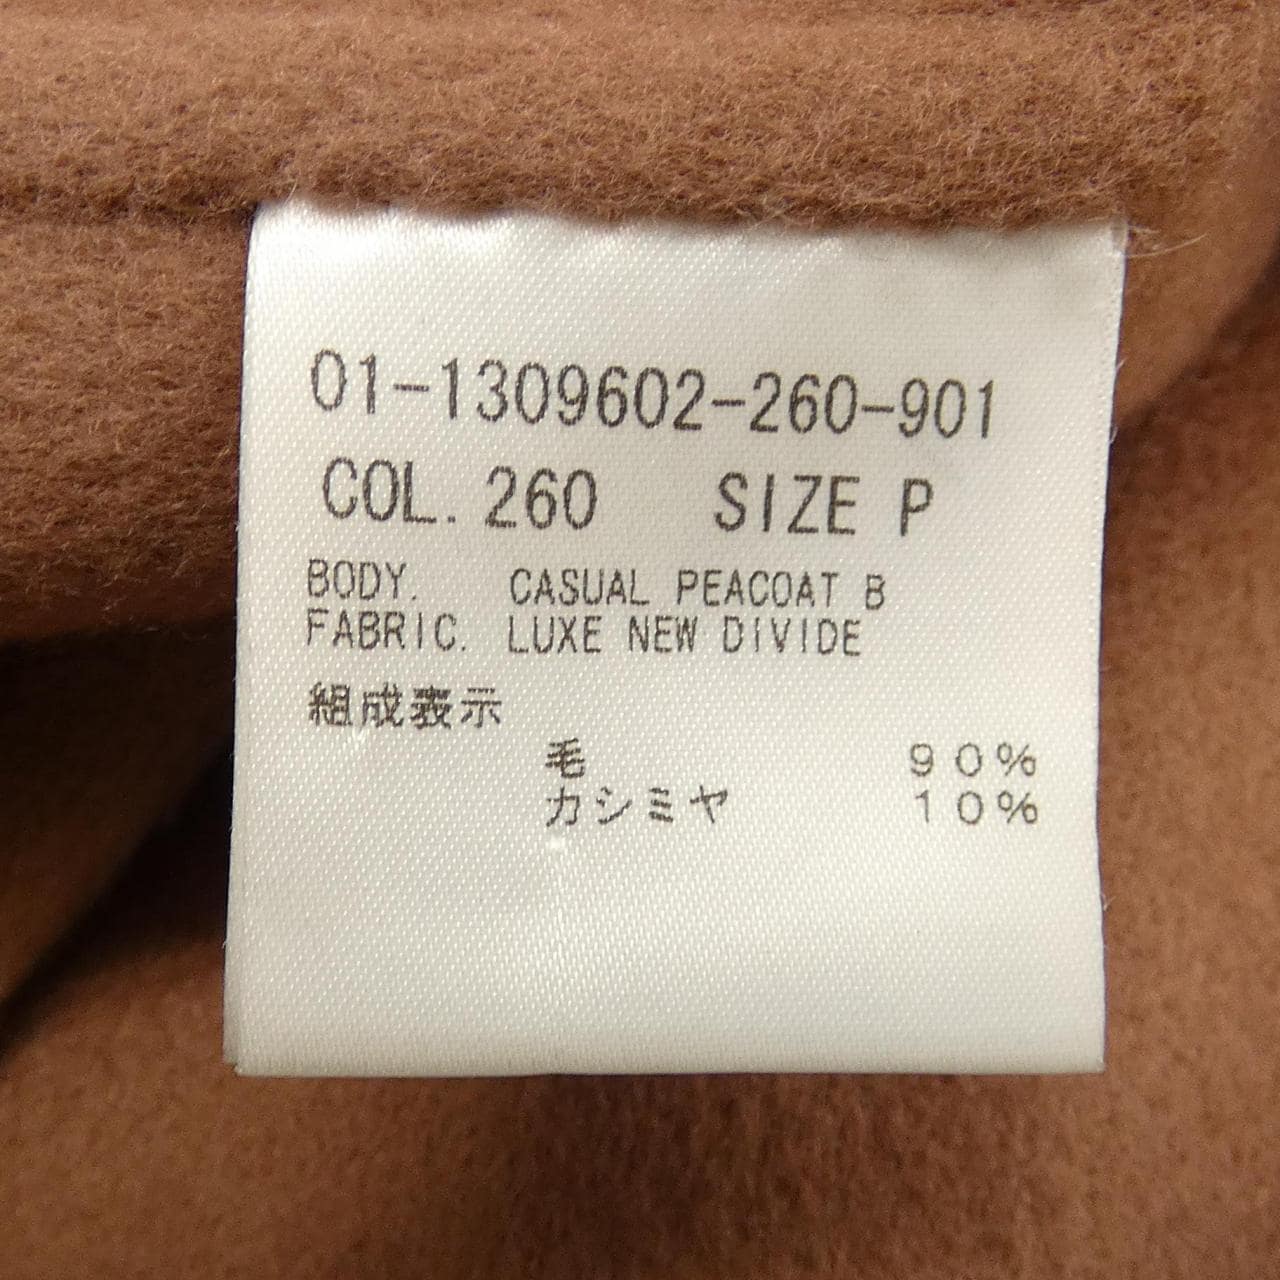 01-1309602-260-901
COL. 260 SIZE P
BODY. CASUAL PEACOAT B
FABRIC. LUXE NEW DIVIDE
組成表示
毛 90%
カシミヤ 10%